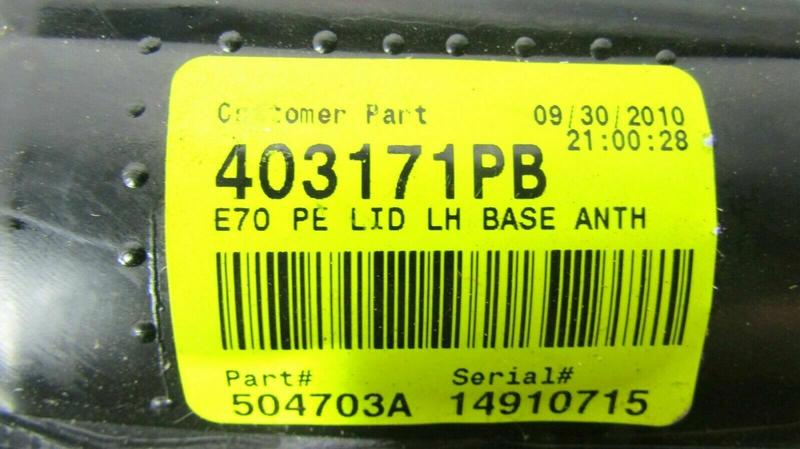 Customer Part 09/30/2010
21:00:28
403171PB
E70 PE LID LH BASE ANTH
Part# Serial#
504703A 14910715